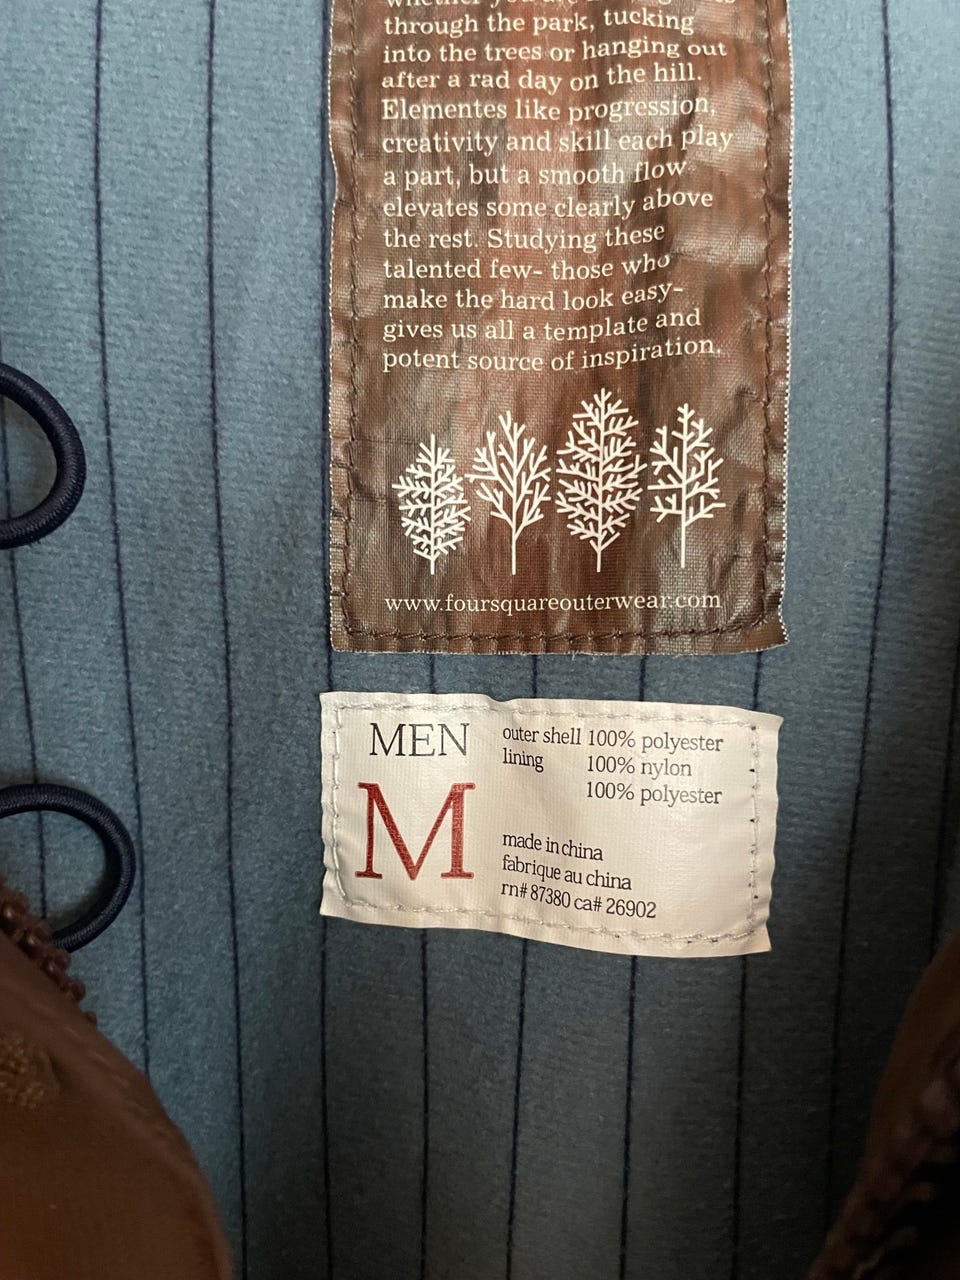 through the park, tucking
into the trees or hanging out
after a rad day on the hill.
Elementes like progression,
creativity and skill each play
a part, but a smooth flow
elevates some clearly above
the rest. Studying these
talented few- those who
make the hard look easy-
gives us all a template and
potent source of inspiration.
www.foursquareouterwear.com
MEN
M
outer shell 100% polyester
lining 100% nylon
100% polyester
made in china
fabrique au china
rn# 87380 ca# 26902